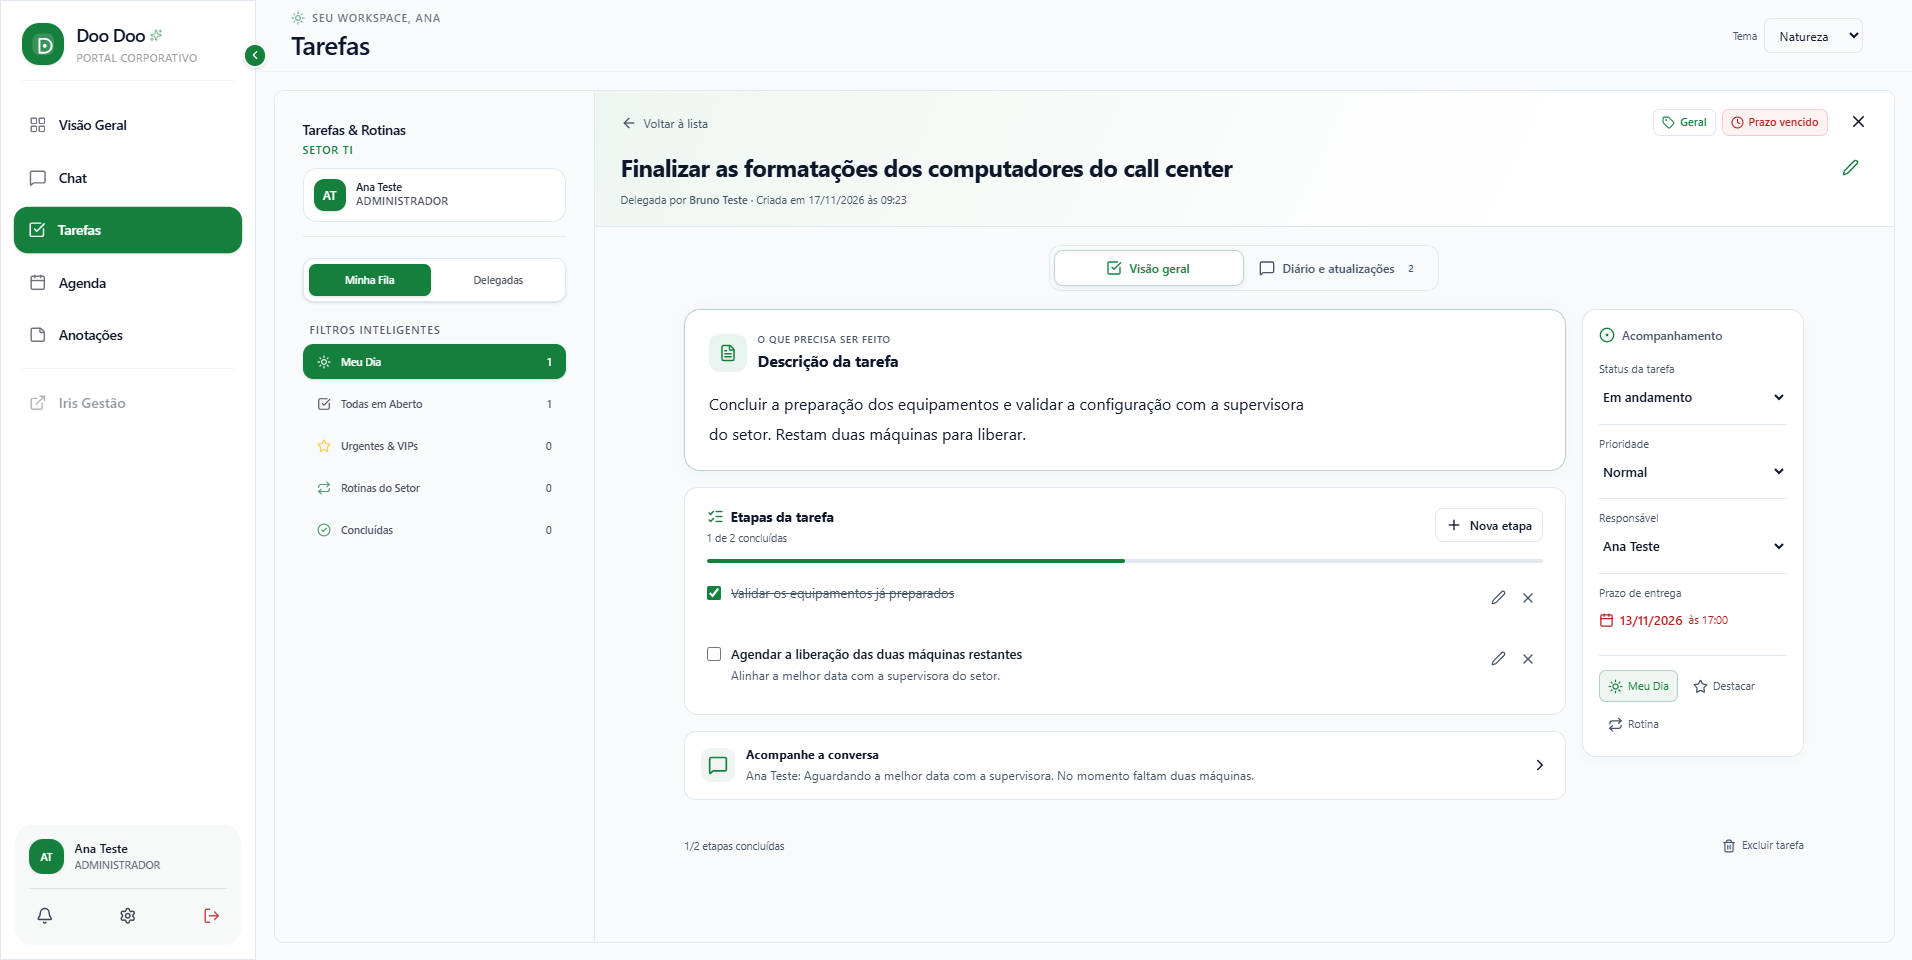 Doo Doo
PORTAL CORPORATIVO
Visão Geral
Chat
Tarefas
Agenda
Anotações
Iris Gestão
AT
Ana Teste
ADMINISTRADOR
SEU WORKSPACE, ANA
Tarefas
Tema
Natureza
Tarefas & Rotinas
SETOR TI
AT
Ana Teste
ADMINISTRADOR
Minha Fila
Delegadas
FILTROS INTELIGENTES
Meu Dia 1
Todas em Aberto 1
Urgentes & VIPs 0
Rotinas do Setor 0
Concluídas 0
Voltar à lista
Geral
Prazo vencido
Finalizar as formatações dos computadores do call center
Delegada por Bruno Teste · Criada em 17/11/2026 às 09:23
Visão geral
Diário e atualizações 2
O QUE PRECISA SER FEITO
Descrição da tarefa
Concluir a preparação dos equipamentos e validar a configuração com a supervisora
do setor. Restam duas máquinas para liberar.
Etapas da tarefa
1 de 2 concluídas
Nova etapa
Validar os equipamentos já preparados
Agendar a liberação das duas máquinas restantes
Alinhar a melhor data com a supervisora do setor.
Acompanhe a conversa
Ana Teste: Aguardando a melhor data com a supervisora. No momento faltam duas máquinas.
1/2 etapas concluídas
Excluir tarefa
Acompanhamento
Status da tarefa
Em andamento
Prioridade
Normal
Responsável
Ana Teste
Prazo de entrega
13/11/2026 às 17:00
Meu Dia
Destacar
Rotina